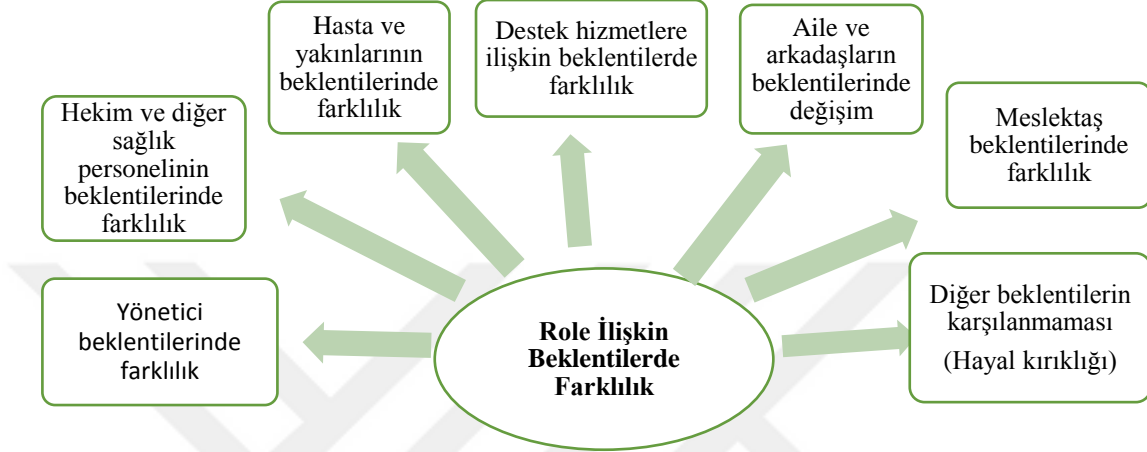 Yönetici
beklentilerinde
farklılık
Hekim ve diğer
sağlık
personelinin
beklentilerinde
farklılık
Hasta ve
yakınlarının
beklentilerinde
farklılık
Destek hizmetlere
ilişkin beklentilerde
farklılık
Aile ve
arkadaşların
beklentilerinde
değişim
Meslektaş
beklentilerinde
farklılık
Diğer beklentilerin
karşılanmaması
(Hayal kırıklığı)
Role İlişkin
Beklentilerde
Farklılık